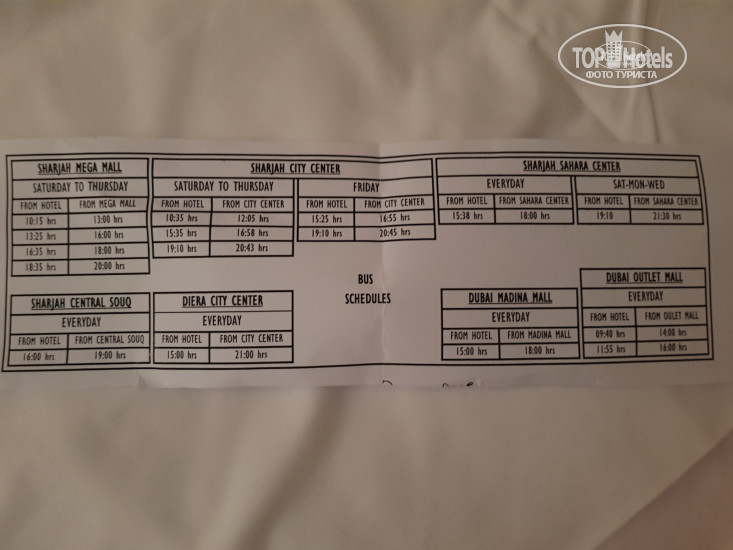 TOP Hotels
ФОТО ТУРИСТА
SHARJAH MEGA MALL
SATURDAY TO THURSDAY
FROM HOTEL FROM MEGA MALL
10:15 hrs 13:00 hrs
13:25 hrs 16:00 hrs
16:35 hrs 18:00 hrs
18:35 hrs 20:00 hrs
SHARJAH CITY CENTER
SATURDAY TO THURSDAY
FROM HOTEL FROM CITY CENTER
10:35 hrs 12:05 hrs
15:35 hrs 16:58 hrs
19:10 hrs 20:43 hrs
FRIDAY
FROM HOTEL FROM CITY CENTER
15:25 hrs 16:55 hrs
19:10 hrs 20:45 hrs
SHARJAH SAHARA CENTER
EVERYDAY
FROM HOTEL FROM SAHARA CENTER
15:38 hrs 18:00 hrs
SAT-MON-WED
FROM HOTEL FROM SAHARA CENTER
19:10 21:30 hrs
BUS
SCHEDULES
SHARJAH CENTRAL SOUQ
EVERYDAY
FROM HOTEL FROM CENTRAL SOUQ
16:00 hrs 19:00 hrs
DIERA CITY CENTER
EVERYDAY
FROM HOTEL FROM CITY CENTER
15:00 hrs 21:00 hrs
DUBAI MADINA MALL
EVERYDAY
FROM HOTEL FROM MADINA MALL
15:00 hrs 18:00 hrs
DUBAI OUTLET MALL
EVERYDAY
FROM HOTEL FROM OULET MALL
09:40 hrs 14:00 hrs
11:55 hrs 16:00 hrs